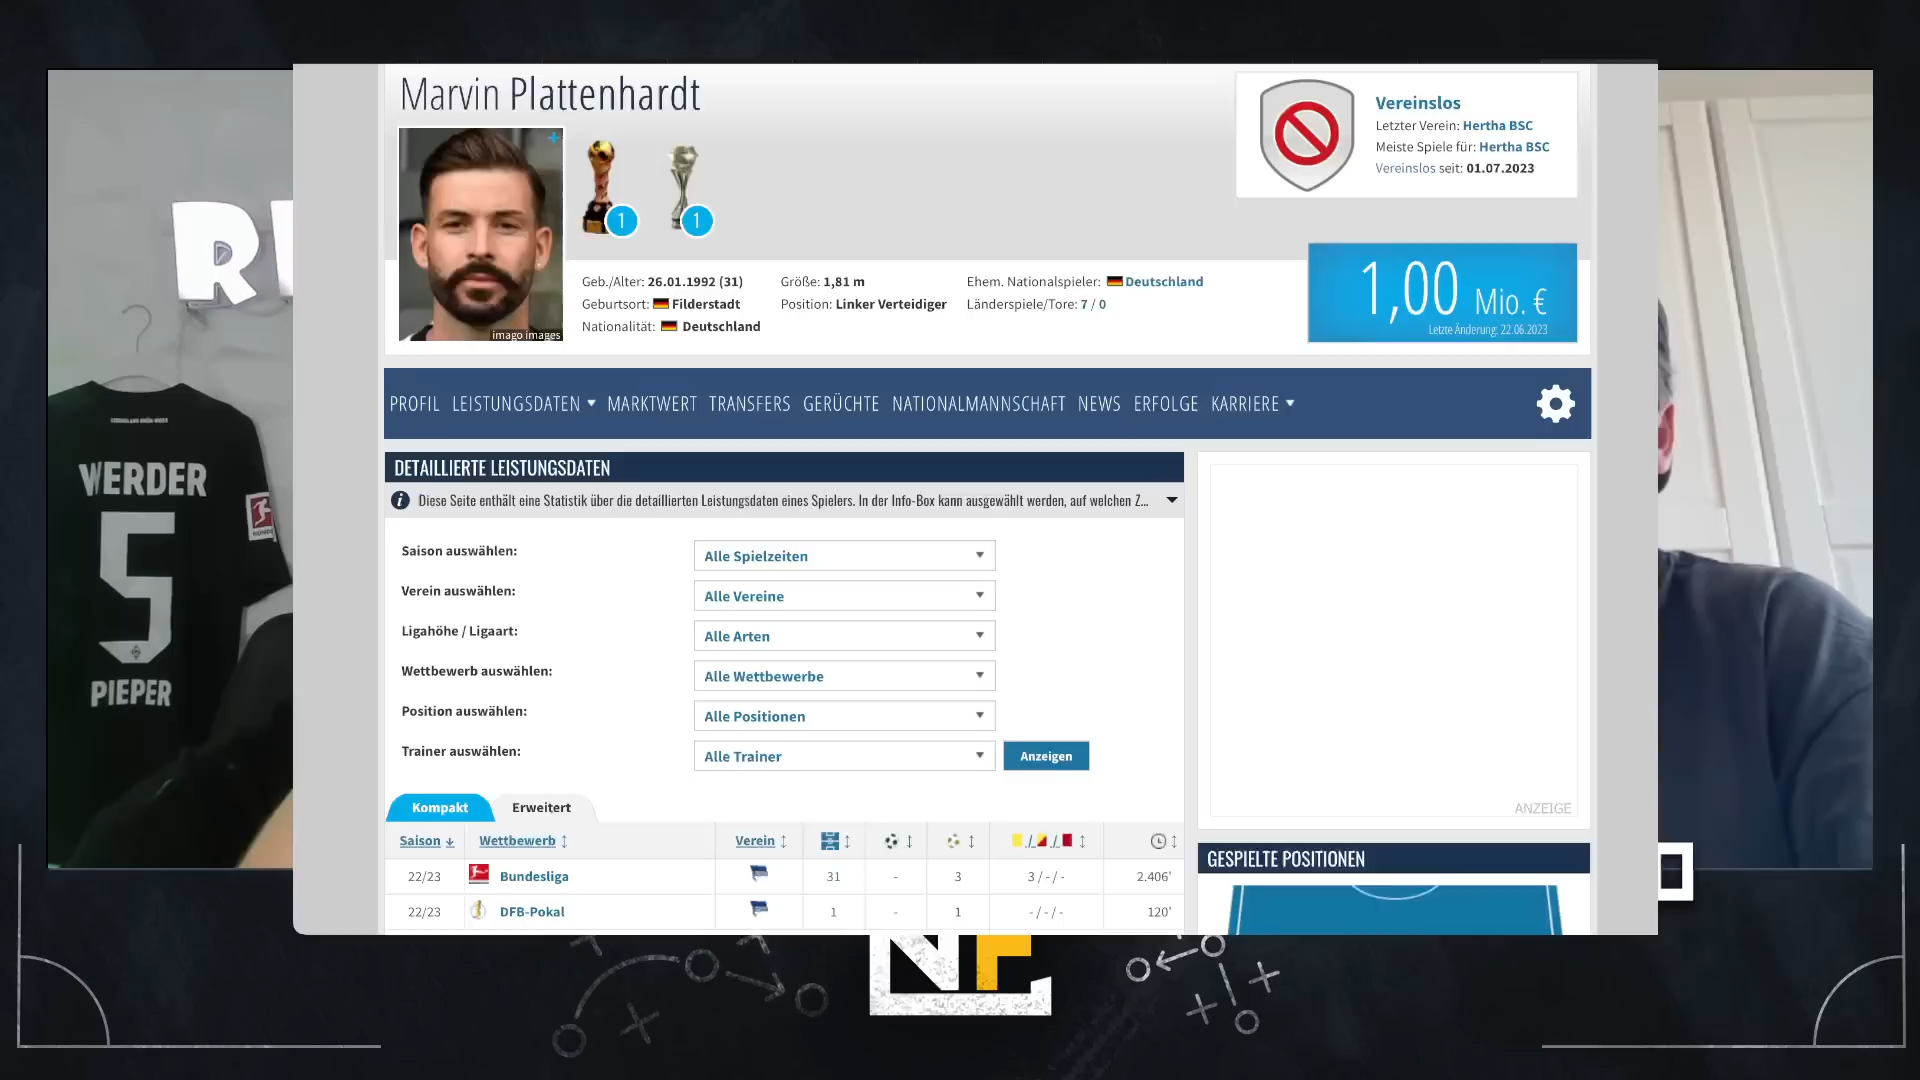 Marvin Plattenhardt
1
1
imago images
Vereinslos
Letzter Verein: Hertha BSC
Meiste Spiele für: Hertha BSC
Vereinslos seit: 01.07.2023
Geb./Alter: 26.01.1992 (31)
Geburtsort: Filderstadt
Nationalität: Deutschland
Größe: 1,81 m
Position: Linker Verteidiger
Ehem. Nationalspieler: Deutschland
Länderspiele/Tore: 7 / 0
1,00 Mio. €
Letzte Änderung: 22.06.2023
PROFIL LEISTUNGSDATEN MARKTWERT TRANSFERS GERÜCHTE NATIONALMANNSCHAFT NEWS ERFOLGE KARRIERE
DETAILLIERTE LEISTUNGSDATEN
Diese Seite enthält eine Statistik über die detaillierten Leistungsdaten eines Spielers. In der Info-Box kann ausgewählt werden, auf welchen Z...
Saison auswählen: Alle Spielzeiten
Verein auswählen: Alle Vereine
Ligahöhe / Ligaart: Alle Arten
Wettbewerb auswählen: Alle Wettbewerbe
Position auswählen: Alle Positionen
Trainer auswählen: Alle Trainer Anzeigen
Kompakt Erweitert
Saison Wettbewerb Verein / /
22/23 Bundesliga 31 - 3 3 / - / - 2.406'
22/23 DFB-Pokal 1 - 1 - / - / - 120'
ANZEIGE
GESPIELTE POSITIONEN
WERDER
5
PIEPER